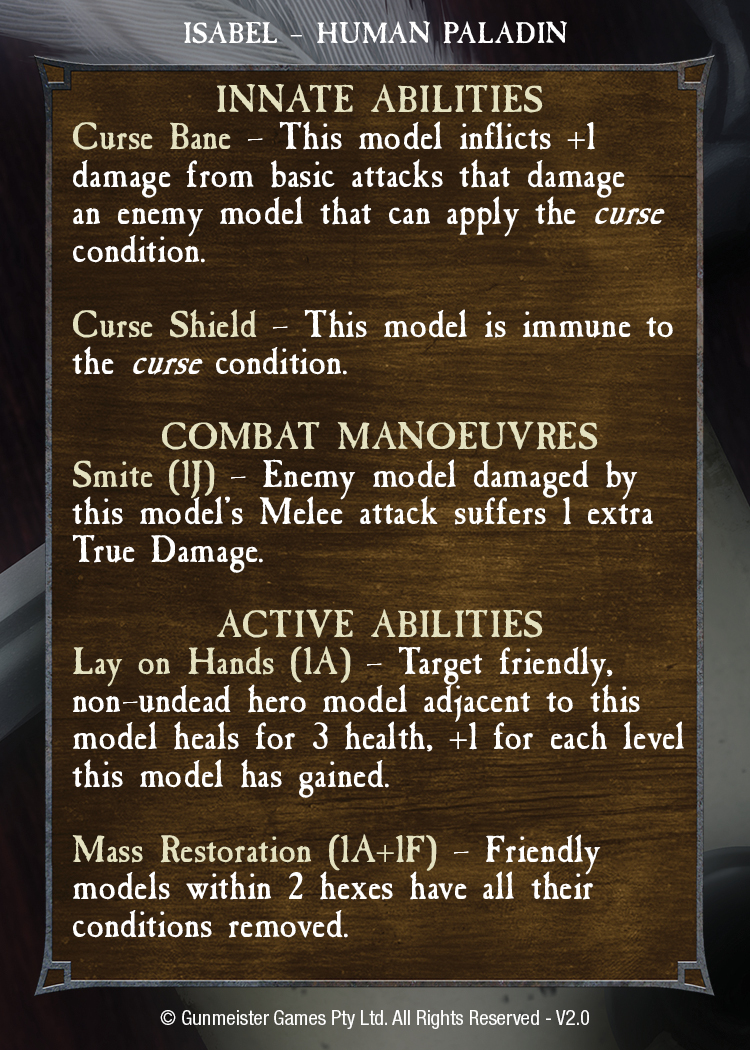 ISABEL – HUMAN PALADIN
INNATE ABILITIES
Curse Bane – This model inflicts +1
damage from basic attacks that damage
an enemy model that can apply the curse
condition.
Curse Shield – This model is immune to
the curse condition.
COMBAT MANOEUVRES
Smite (1J) – Enemy model damaged by
this model's Melee attack suffers 1 extra
True Damage.
ACTIVE ABILITIES
Lay on Hands (1A) – Target friendly,
non-undead hero model adjacent to this
model heals for 3 health, +1 for each level
this model has gained.
Mass Restoration (1A+1F) – Friendly
models within 2 hexes have all their
conditions removed.
© Gunmeister Games Pty Ltd. All Rights Reserved - V2.0